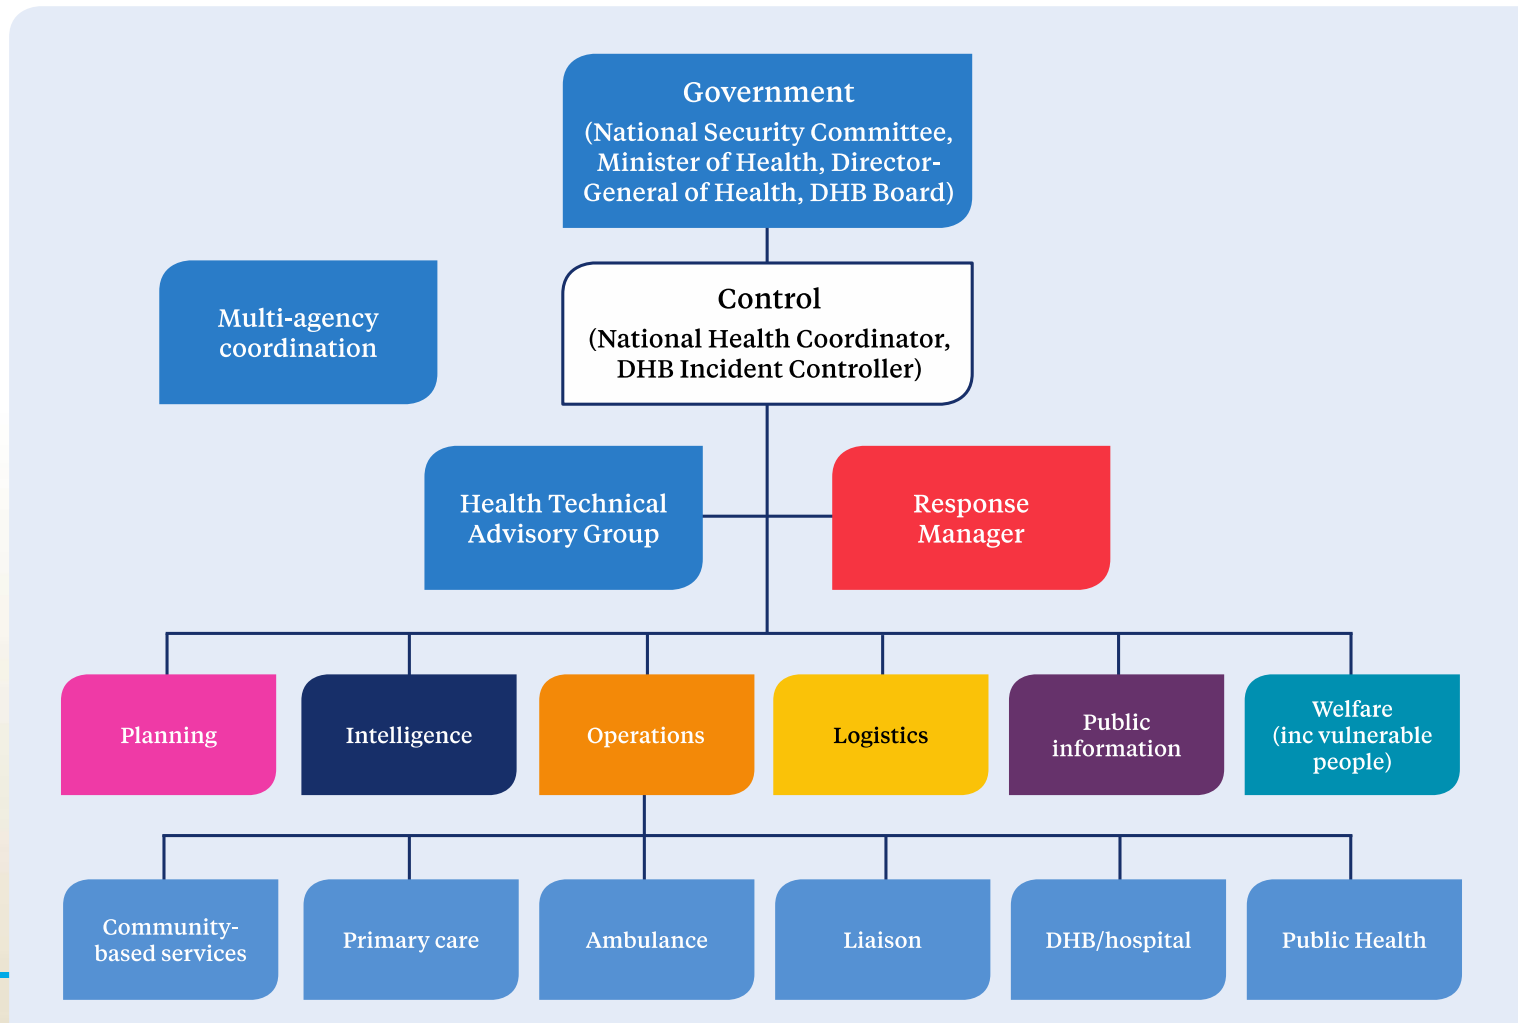 Government
(National Security Committee,
Minister of Health, Director-
General of Health, DHB Board)
Multi-agency
coordination
Control
(National Health Coordinator,
DHB Incident Controller)
Health Technical
Advisory Group
Response
Manager
Planning
Intelligence
Operations
Logistics
Public
information
Welfare
(inc vulnerable
people)
Community-
based services
Primary care
Ambulance
Liaison
DHB/hospital
Public Health